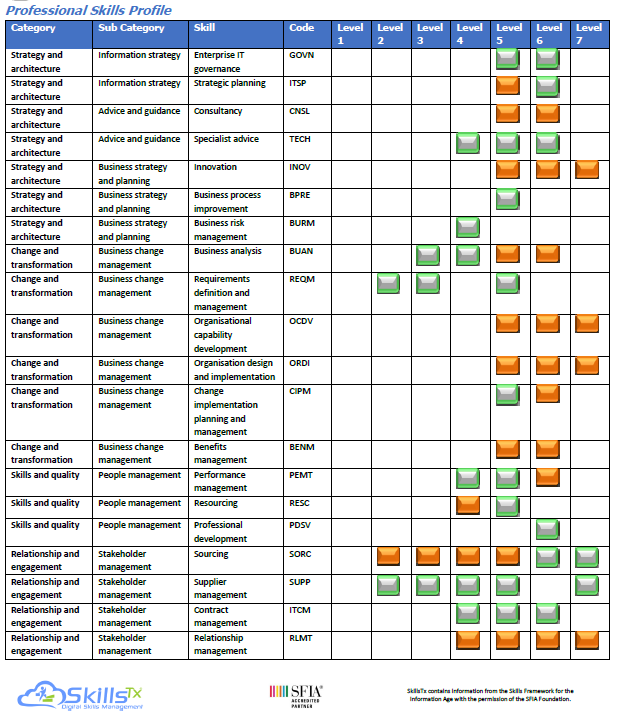 Professional Skills Profile
Category Sub Category Skill Code Level 1 Level 2 Level 3 Level 4 Level 5 Level 6 Level 7
Strategy and architecture Information strategy Enterprise IT governance GOVN
Strategy and architecture Information strategy Strategic planning ITSP
Strategy and architecture Advice and guidance Consultancy CNSL
Strategy and architecture Advice and guidance Specialist advice TECH
Strategy and architecture Business strategy and planning Innovation INOV
Strategy and architecture Business strategy and planning Business process improvement BPRE
Strategy and architecture Business strategy and planning Business risk management BURM
Change and transformation Business change management Business analysis BUAN
Change and transformation Business change management Requirements definition and management REQM
Change and transformation Business change management Organisational capability development OCDV
Change and transformation Business change management Organisation design and implementation ORDI
Change and transformation Business change management Change implementation planning and management CIPM
Change and transformation Business change management Benefits management BENM
Skills and quality People management Performance management PEMT
Skills and quality People management Resourcing RESC
Skills and quality People management Professional development PDSV
Relationship and engagement Stakeholder management Sourcing SORC
Relationship and engagement Stakeholder management Supplier management SUPP
Relationship and engagement Stakeholder management Contract management ITCM
Relationship and engagement Stakeholder management Relationship management RLMT
SkillsTX
Digital Skills Management
SFIA
ACCREDITED
PARTNER
SkillsTx contains information from the Skills Framework for the
Information Age with the permission of the SFIA Foundation.